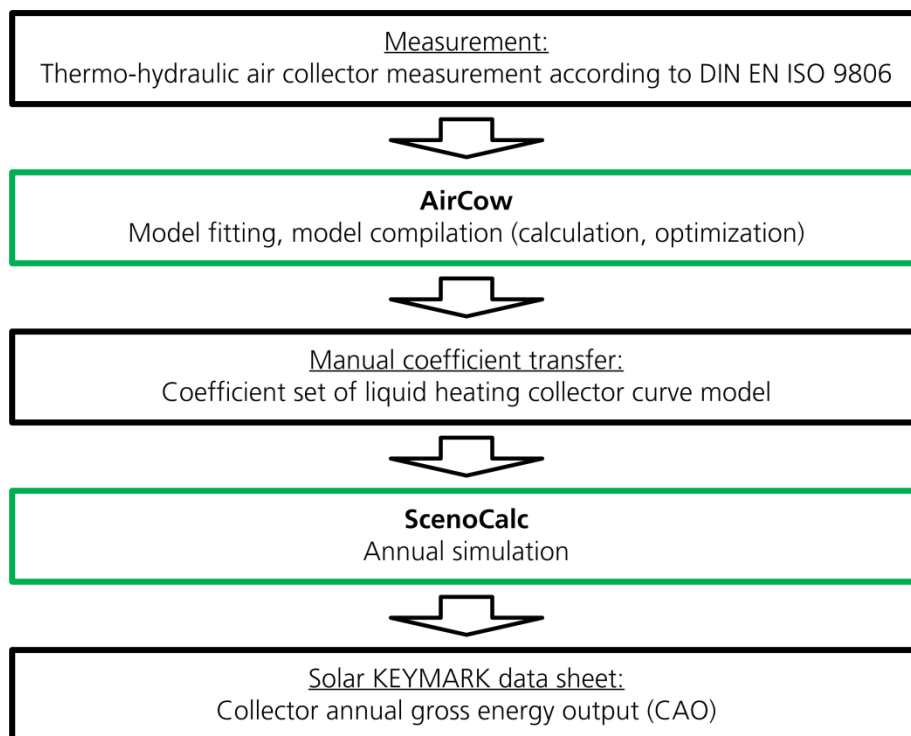 Measurement:
Thermo-hydraulic air collector measurement according to DIN EN ISO 9806
AirCow
Model fitting, model compilation (calculation, optimization)
Manual coefficient transfer:
Coefficient set of liquid heating collector curve model
ScenoCalc
Annual simulation
Solar KEYMARK data sheet:
Collector annual gross energy output (CAO)